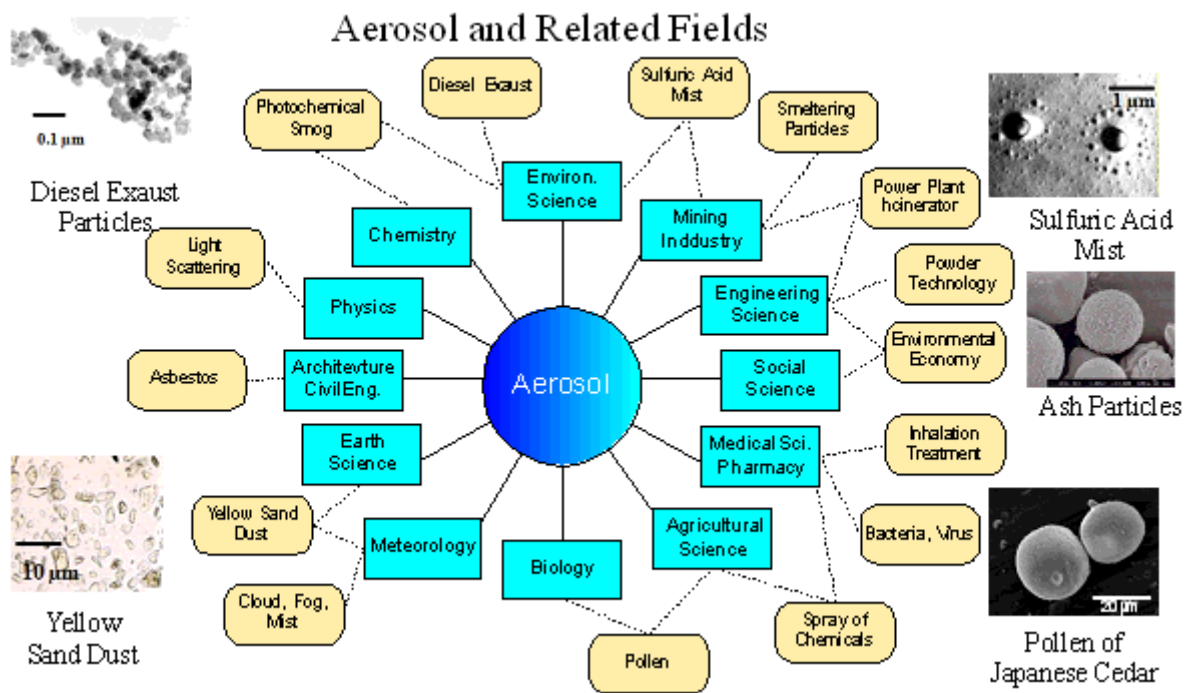 Aerosol and Related Fields
0.1 µm
Diesel Exaust
Particles
Photochemical
Smog
Diesel Exaust
Sulfuric Acid
Mist
Smeltering
Particles
1 µm
Sulfuric Acid
Mist
Environ.
Science
Mining
Inddustry
Power Plant
hcinerator
Chemistry
Light
Scattering
Physics
Engineering
Science
Powder
Technology
Environmental
Economy
Asbestos
Architevture
Civil Eng.
Aerosol
Social
Science
Ash Particles
Earth
Science
Medical Sci.
Pharmacy
Inhalation
Treatment
10 µm
Yellow
Sand Dust
Yellow Sand
Dust
Meteorology
Biology
Agricultural
Science
Bacteria, Virus
Cloud, Fog,
Mist
Pollen
Spray of
Chemicals
20 µm
Pollen of
Japanese Cedar